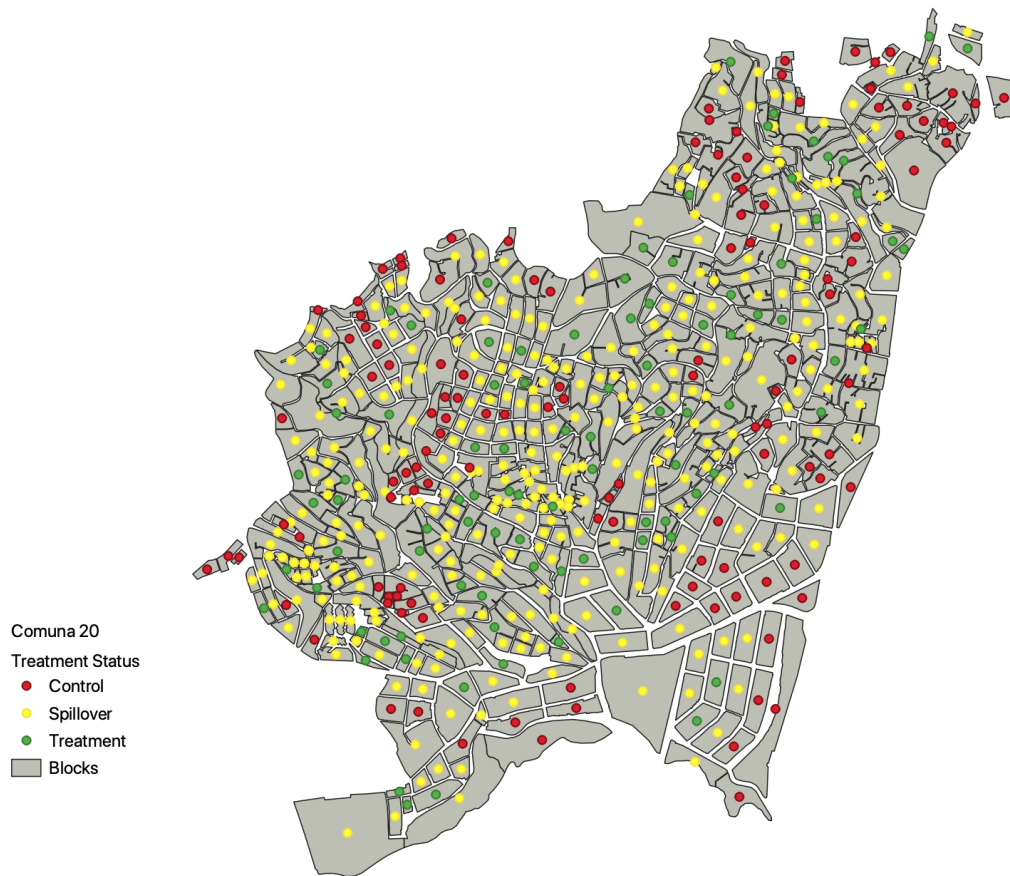 Comuna 20
Treatment Status
Control
Spillover
Treatment
Blocks